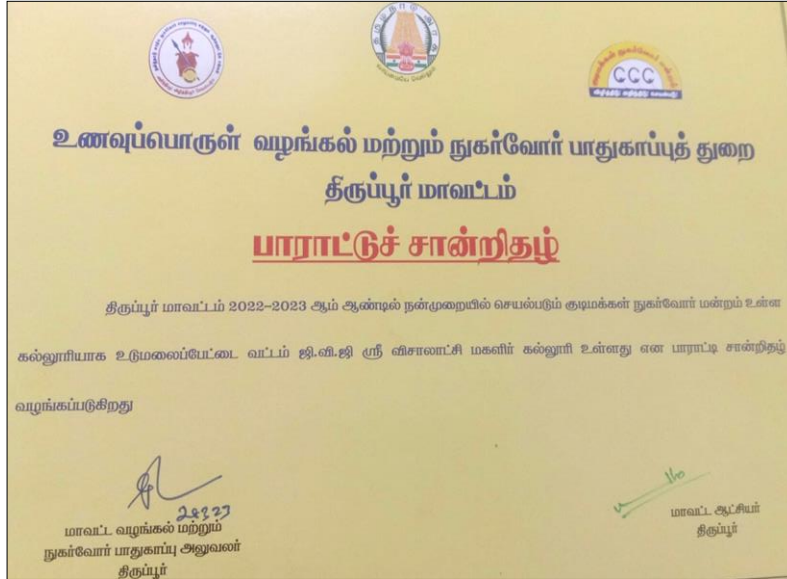 CCC
உணவுப்பொருள் வழங்கல் மற்றும் நுகர்வோர் பாதுகாப்புத் துறை
திருப்பூர் மாவட்டம்
பாராட்டுச் சான்றிதழ்
திருப்பூர் மாவட்டம் 2022-2023 ஆம் ஆண்டில் நன்முறையில் செயல்படும் குடிமக்கள் நுகர்வோர் மன்றம் உள்ள
கல்லூரியாக உடுமலைப்பேட்டை வட்டம் ஜி.வி.ஜி ஸ்ரீ விசாலாட்சி மகளிர் கல்லூரி உள்ளது என பாராட்டி சான்றிதழ்
வழங்கப்படுகிறது
மாவட்ட வழங்கல் மற்றும்
நுகர்வோர் பாதுகாப்பு அலுவலர்
திருப்பூர்
மாவட்ட ஆட்சியர்
திருப்பூர்